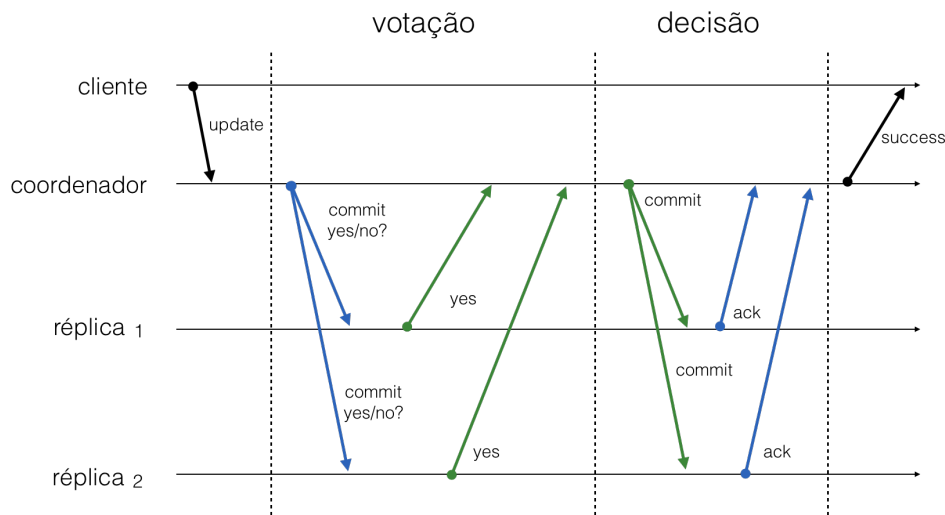 votação
decisão
cliente
update
success
coordenador
commit
yes/no?
commit
yes
ack
réplica 1
commit
commit
yes/no?
yes
ack
réplica 2